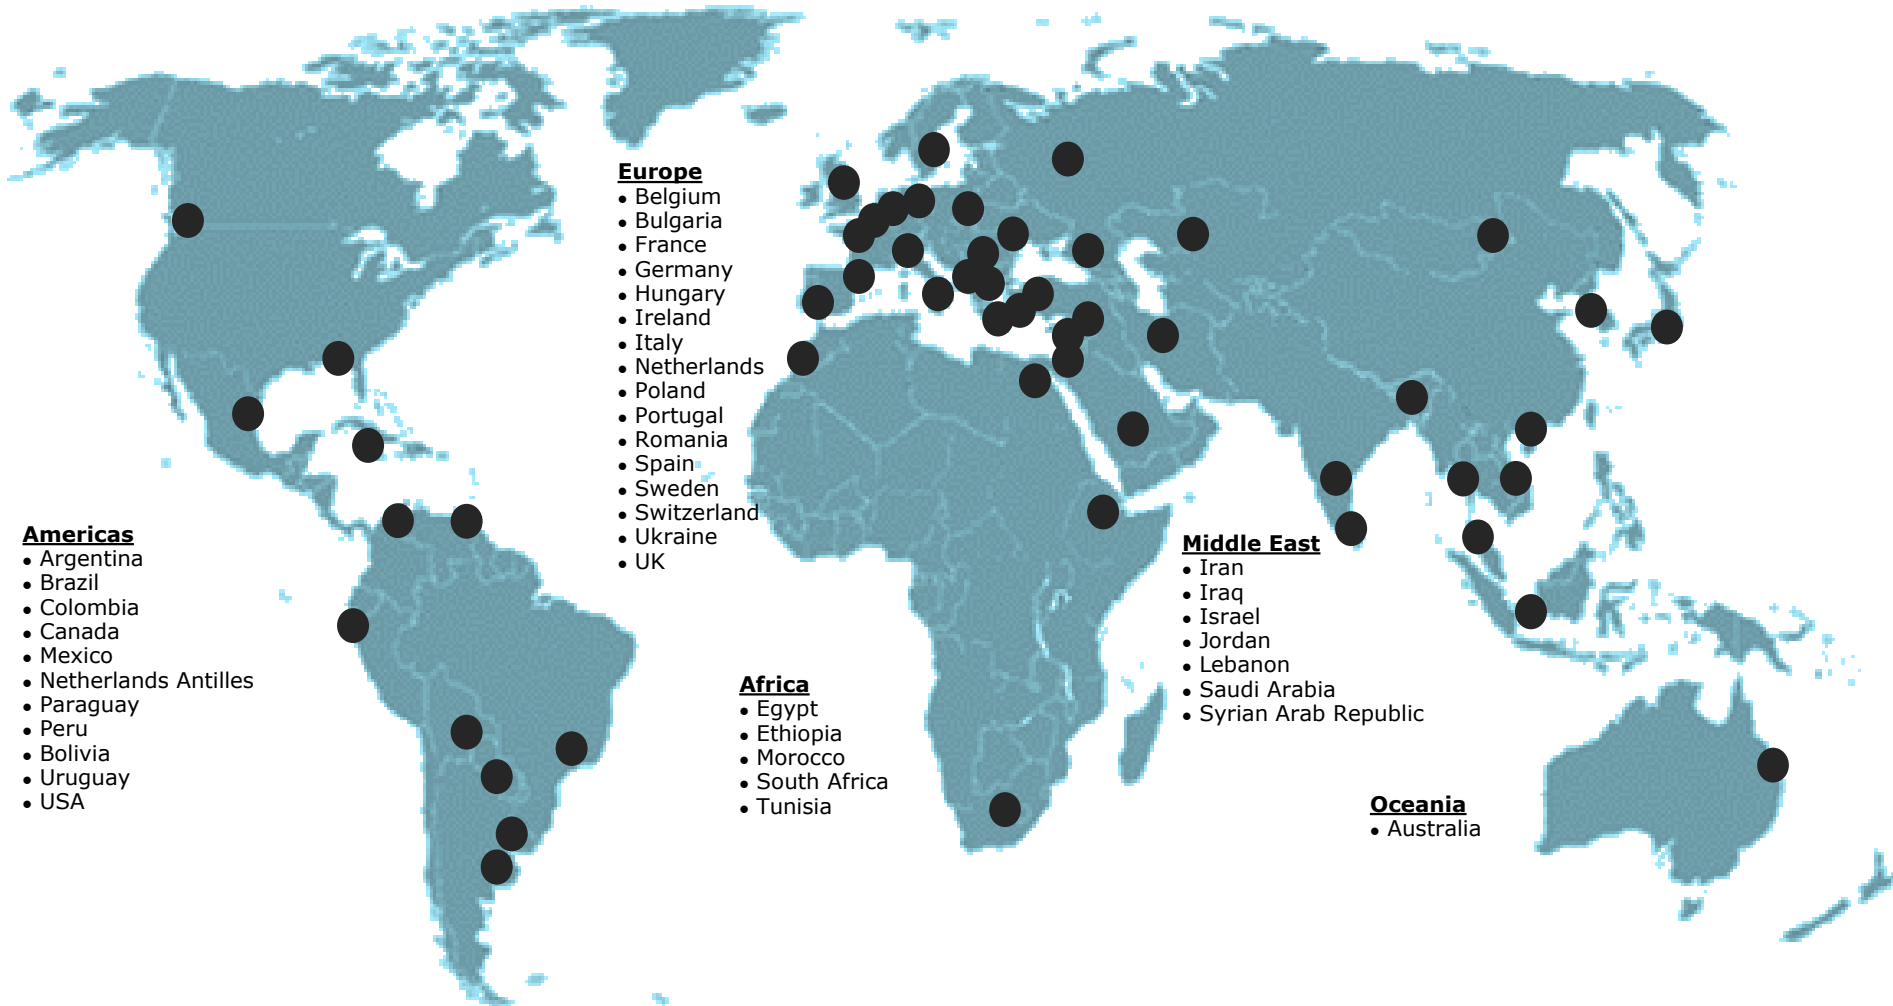 Europe
• Belgium
• Bulgaria
• France
• Germany
• Hungary
• Ireland
• Italy
• Netherlands
• Poland
• Portugal
• Romania
• Spain
• Sweden
• Switzerland
• Ukraine
• UK
Americas
• Argentina
• Brazil
• Colombia
• Canada
• Mexico
• Netherlands Antilles
• Paraguay
• Peru
• Bolivia
• Uruguay
• USA
Africa
• Egypt
• Ethiopia
• Morocco
• South Africa
• Tunisia
Middle East
• Iran
• Iraq
• Israel
• Jordan
• Lebanon
• Saudi Arabia
• Syrian Arab Republic
Oceania
• Australia